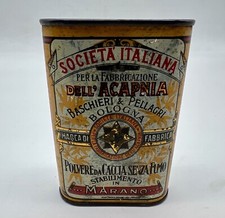 SOCIETÀ ITALIANA
PER LA FABBRICAZIONE
DELL'ACAPNIA
BASCHIERI & PELLAGRI
BOLOGNA
MARCA DI FABBRICA
POLVERE DA CACCIA SENZA FUMO
STABILIMENTO
IN
MARANO